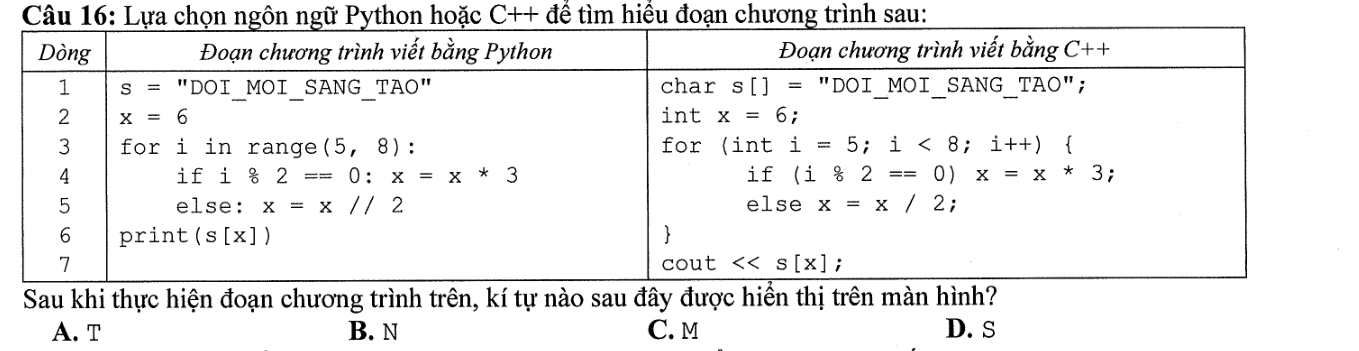 Câu 16: Lựa chọn ngôn ngữ Python hoặc C++ để tìm hiểu đoạn chương trình sau:
Dòng Đoạn chương trình viết bằng Python Đoạn chương trình viết bằng C++
1 s = "DOI_MOI_SANG_TAO" char s[] = "DOI_MOI_SANG_TAO";
2 x = 6 int x = 6;
3 for i in range(5, 8): for (int i = 5; i < 8; i++) {
4 if i % 2 == 0: x = x * 3 if (i % 2 == 0) x = x * 3;
5 else: x = x // 2 else x = x / 2;
6 print(s[x]) }
7 cout << s[x];
Sau khi thực hiện đoạn chương trình trên, kí tự nào sau đây được hiển thị trên màn hình?
A. T B. N C. M D. S